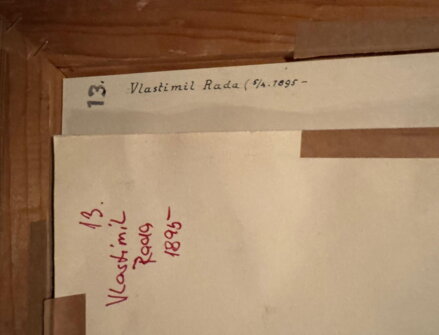 13. Vlastimil Rada (5/4.1895 –
13.
Vlastimil
Rada
1895–